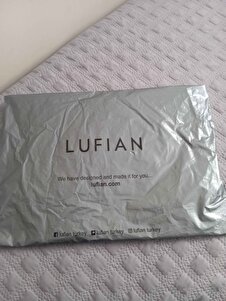 LUFIAN
We have designed and made it for you...
lufian.com
lufian.turkey lufian turkey lufian.turkey